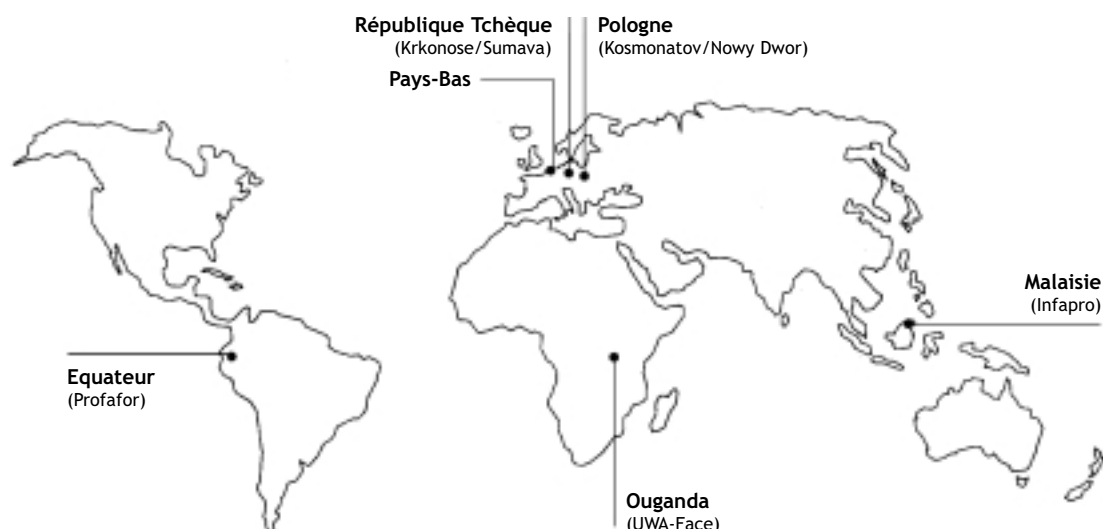 République Tchèque
(Krkonose/Sumava)
Pologne
(Kosmonatov/Nowy Dwor)
Pays-Bas
Malaisie
(Infapro)
Equateur
(Profafor)
Ouganda
(UWA-Face)